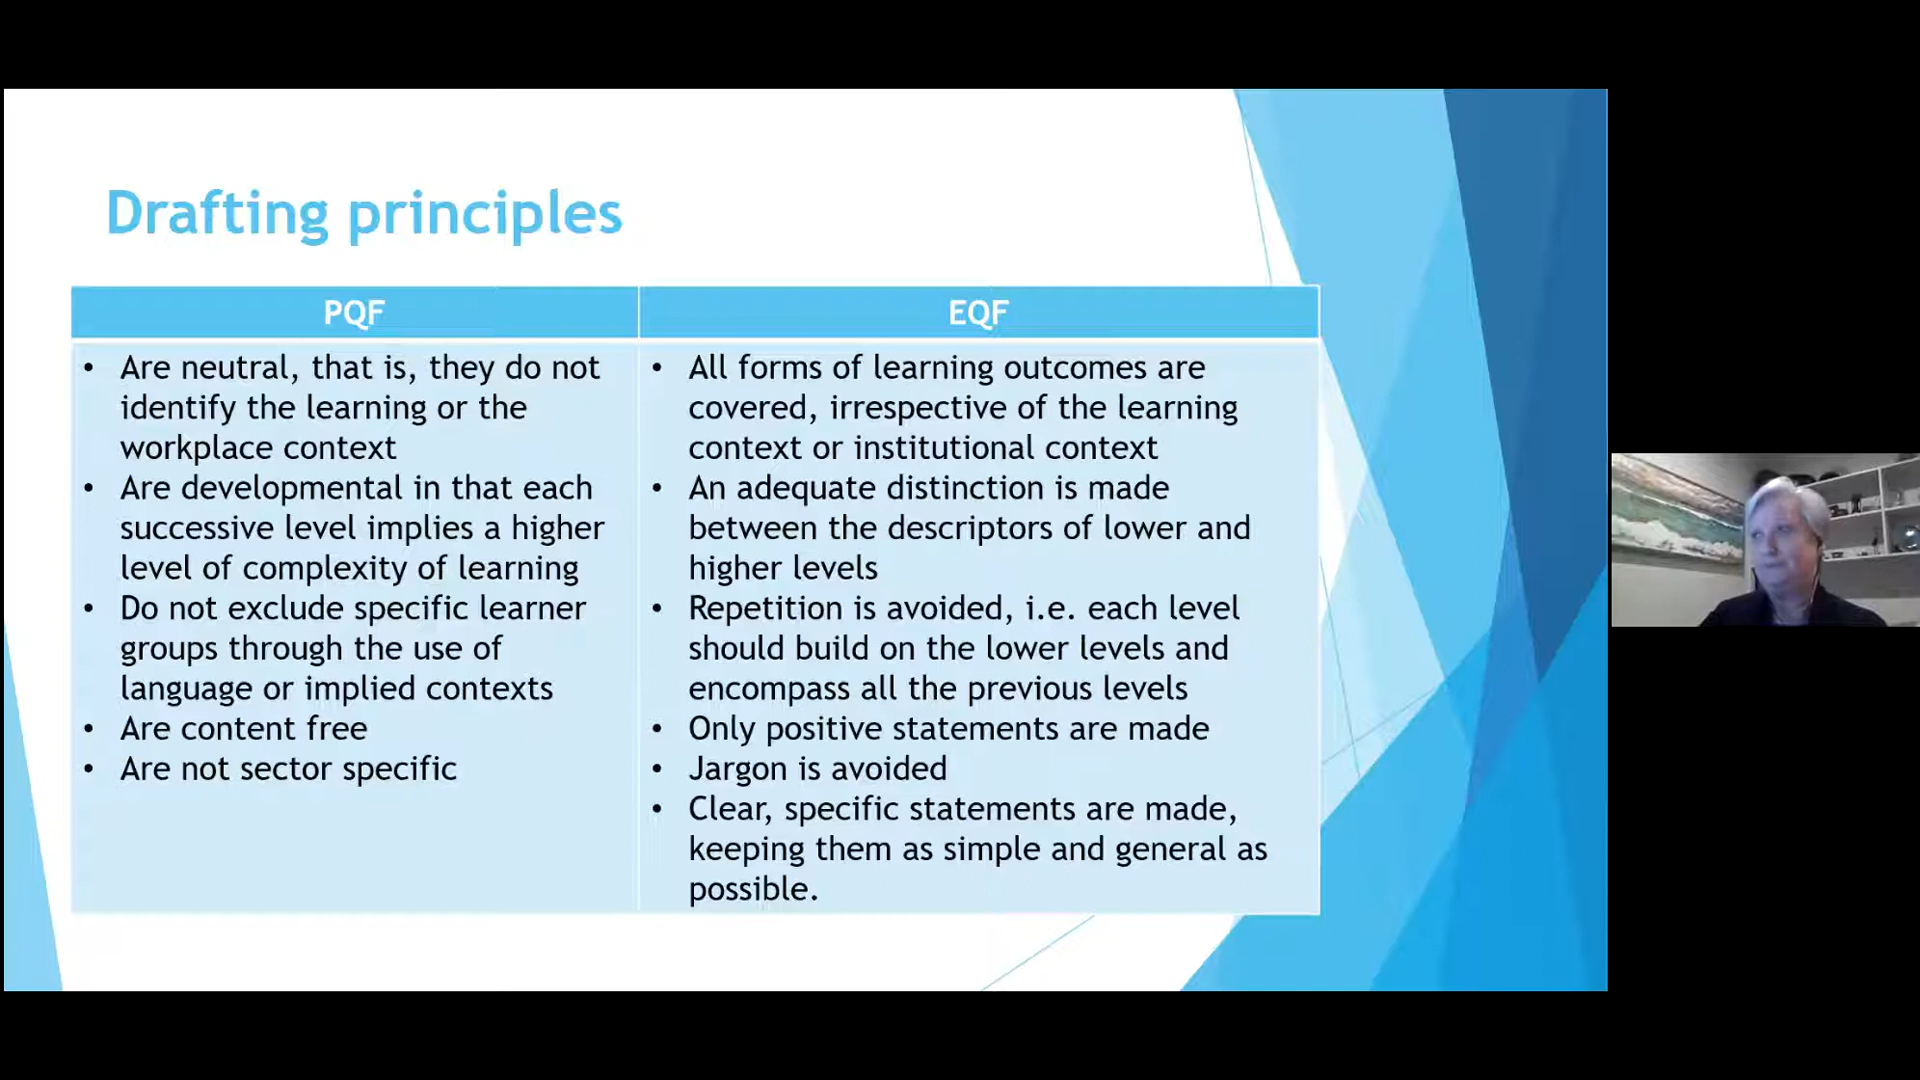 Drafting principles
PQF
EQF
• Are neutral, that is, they do not
identify the learning or the
workplace context
• Are developmental in that each
successive level implies a higher
level of complexity of learning
• Do not exclude specific learner
groups through the use of
language or implied contexts
• Are content free
• Are not sector specific
• All forms of learning outcomes are
covered, irrespective of the learning
context or institutional context
• An adequate distinction is made
between the descriptors of lower and
higher levels
• Repetition is avoided, i.e. each level
should build on the lower levels and
encompass all the previous levels
• Only positive statements are made
• Jargon is avoided
• Clear, specific statements are made,
keeping them as simple and general as
possible.